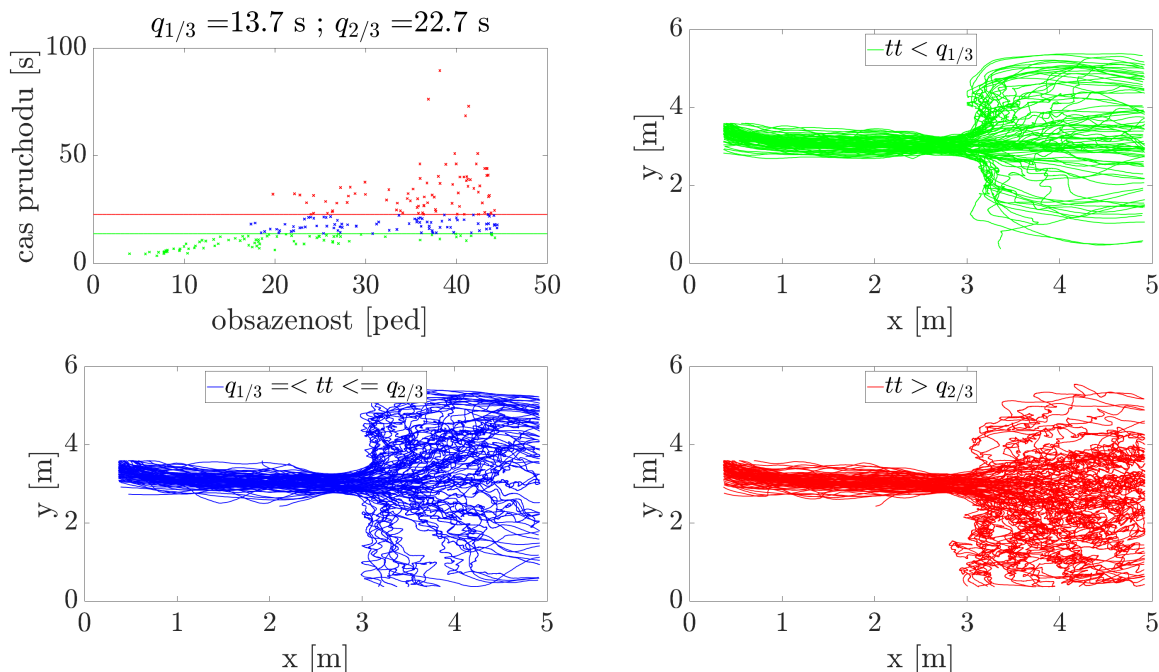 q1/3 =13.7 s ; q2/3 =22.7 s
cas pruchodu [s]
100
50
0
0 10 20 30 40 50
obsazenost [ped]
tt < q1/3
y [m]
6
4
2
0
0 1 2 3 4 5
x [m]
q1/3 =< tt <= q2/3
y [m]
6
4
2
0
0 1 2 3 4 5
x [m]
tt > q2/3
y [m]
6
4
2
0
0 1 2 3 4 5
x [m]